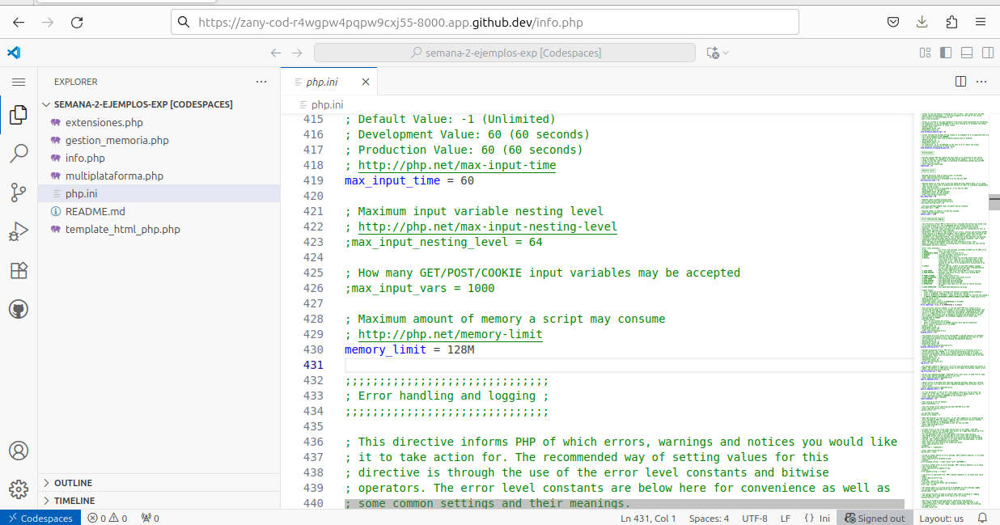 https://zany-cod-r4wgpw4pqpw9cxj55-8000.app.github.dev/info.php
semana-2-ejemplos-exp [Codespaces]
EXPLORER
SEMANA-2-EJEMPLOS-EXP [CODESPACES]
extensiones.php
gestion_memoria.php
info.php
multiplataforma.php
php.ini
README.md
template_html_php.php
OUTLINE
TIMELINE
php.ini
php.ini
415 ; Default Value: -1 (Unlimited)
416 ; Development Value: 60 (60 seconds)
417 ; Production Value: 60 (60 seconds)
418 ; http://php.net/max-input-time
419 max_input_time = 60
420
421 ; Maximum input variable nesting level
422 ; http://php.net/max-input-nesting-level
423 ;max_input_nesting_level = 64
424
425 ; How many GET/POST/COOKIE input variables may be accepted
426 ;max_input_vars = 1000
427
428 ; Maximum amount of memory a script may consume
429 ; http://php.net/memory-limit
430 memory_limit = 128M
431
432 ;;;;;;;;;;;;;;;;;;;;;;;;;;;;;;
433 ; Error handling and logging ;
434 ;;;;;;;;;;;;;;;;;;;;;;;;;;;;;;
435
436 ; This directive informs PHP of which errors, warnings and notices you would like
437 ; it to take action for. The recommended way of setting values for this
438 ; directive is through the use of the error level constants and bitwise
439 ; operators. The error level constants are below here for convenience as well as
440 ; some common settings and their meanings.
Codespaces 0 0 0 Ln 431, Col 1 Spaces: 4 UTF-8 LF {} Ini Signed out Layout: us